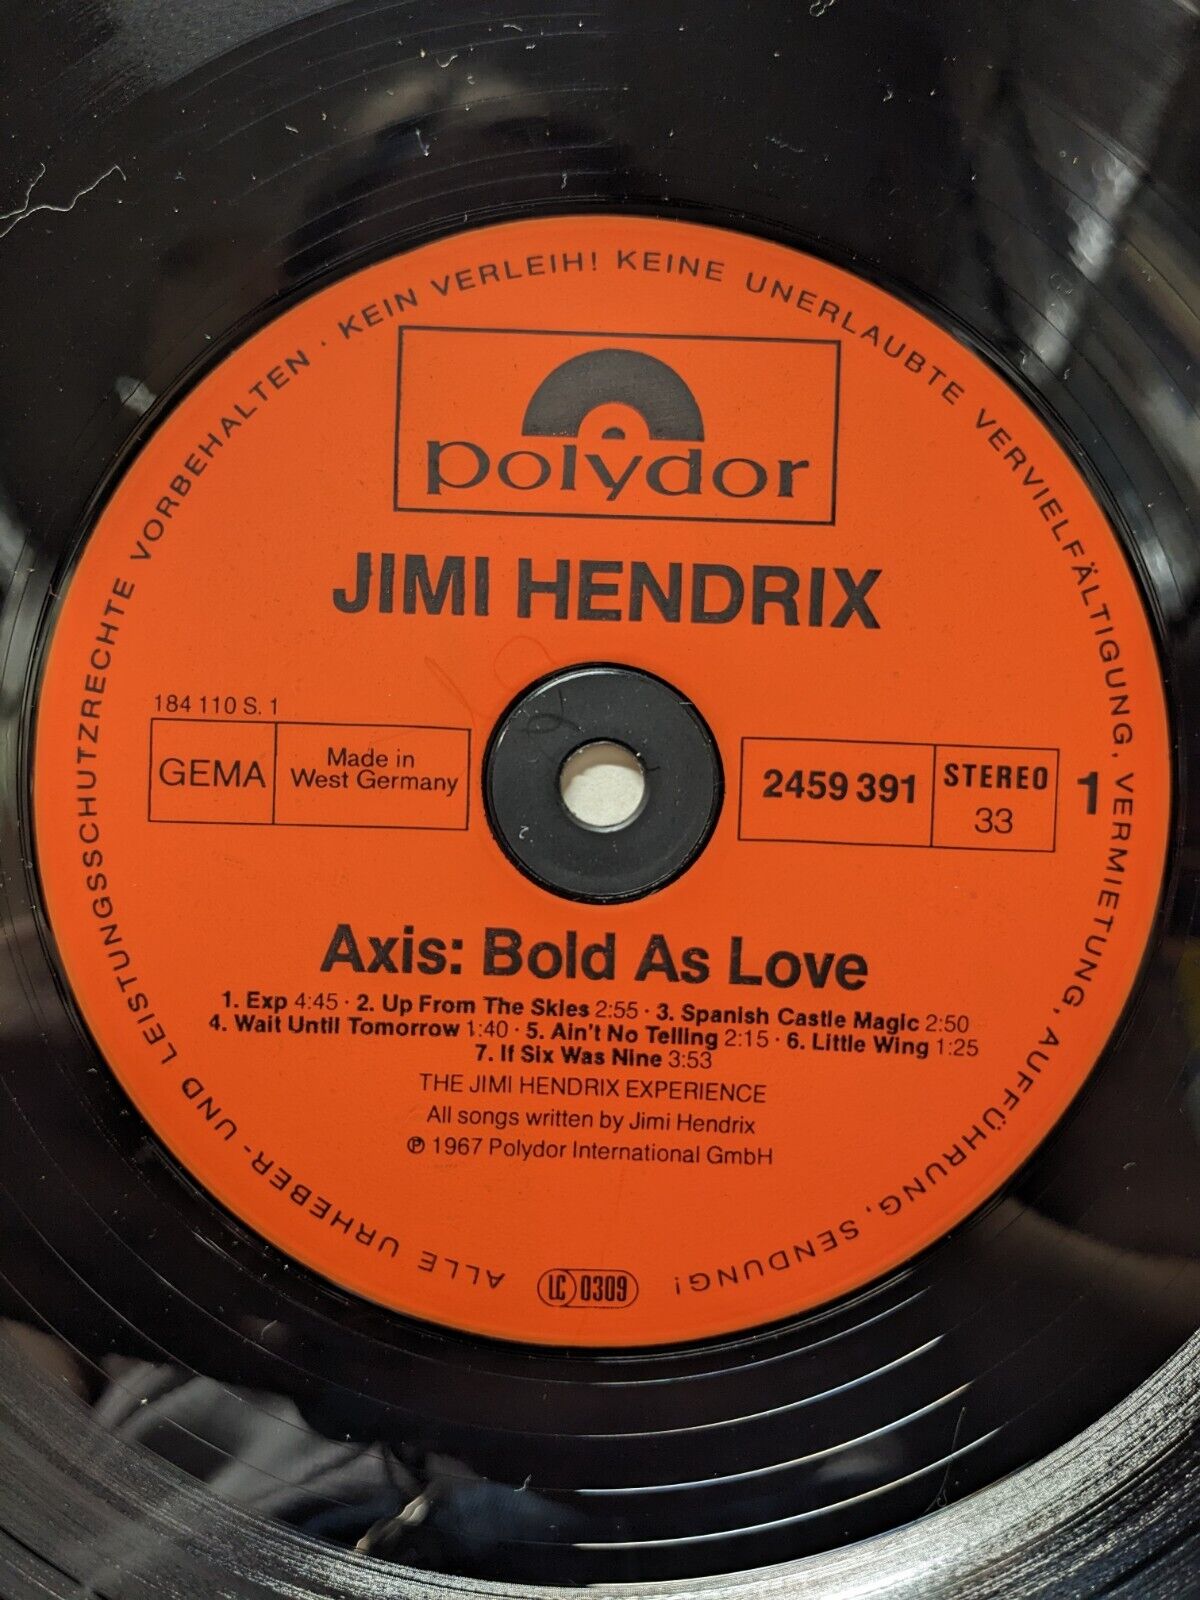 ALLE URHEBER- UND LEISTUNGSSCHUTZRECHTE VORBEHALTEN · KEIN VERLEIH! KEINE UNERLAUBTE VERVIELFÄLTIGUNG, VERMIETUNG, AUFFÜHRUNG, SENDUNG!
polydor
JIMI HENDRIX
184 110 S. 1
GEMA
Made in
West Germany
2459 391
STEREO
33
1
2
Axis: Bold As Love
1. Exp 4:45 · 2. Up From The Skies 2:55 · 3. Spanish Castle Magic 2:50
4. Wait Until Tomorrow 1:40 · 5. Ain't No Telling 2:15 · 6. Little Wing 1:25
7. If Six Was Nine 3:53
THE JIMI HENDRIX EXPERIENCE
All songs written by Jimi Hendrix
℗ 1967 Polydor International GmbH
LC 0309